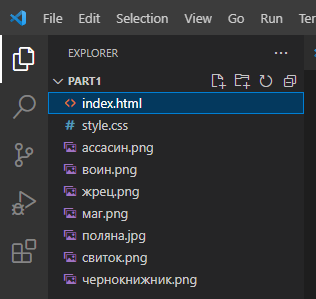 File Edit Selection View Go Run Te
EXPLORER
PART1
index.html
style.css
ассасин.png
воин.png
жрец.png
маг.png
поляна.jpg
свиток.png
чернокнижник.png